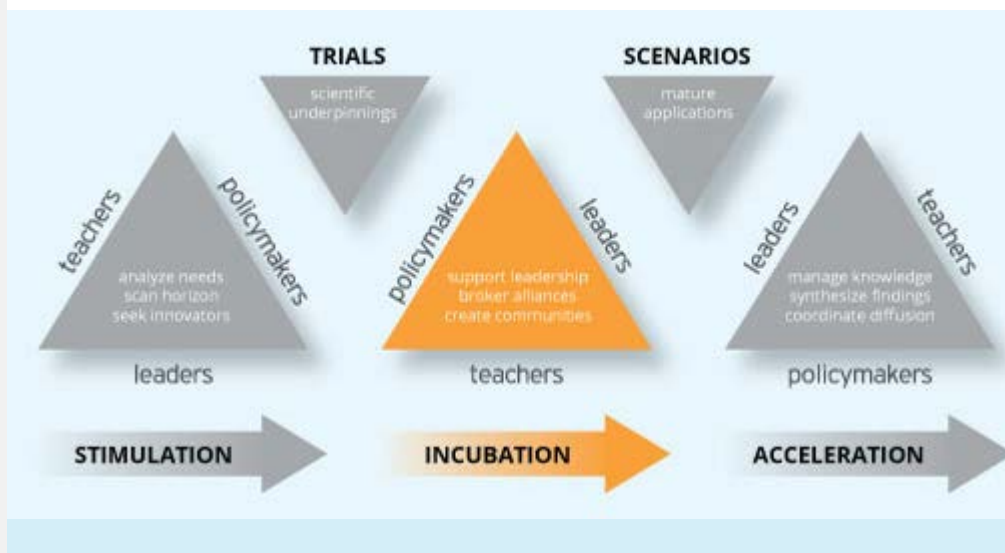 TRIALS
scientific
underpinnings
SCENARIOS
mature
applications
teachers
policymakers
analyze needs
scan horizon
seek innovators
leaders
policymakers
leaders
support leadership
broker alliances
create communities
teachers
leaders
teachers
manage knowledge
synthesize findings
coordinate diffusion
policymakers
STIMULATION
INCUBATION
ACCELERATION